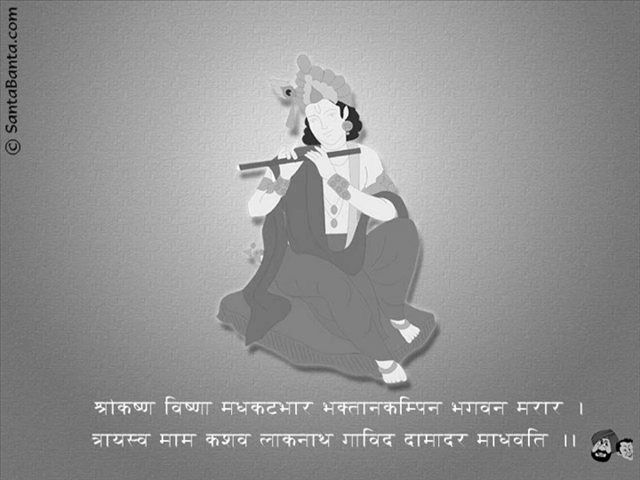 © SantaBanta.com
श्रीकष्ण विष्णा मधकटभार भक्तानकम्पिन भगवन मरार ।
त्रायस्व माम कशव लाकनाथ गाविद दामादर माधवति ।।